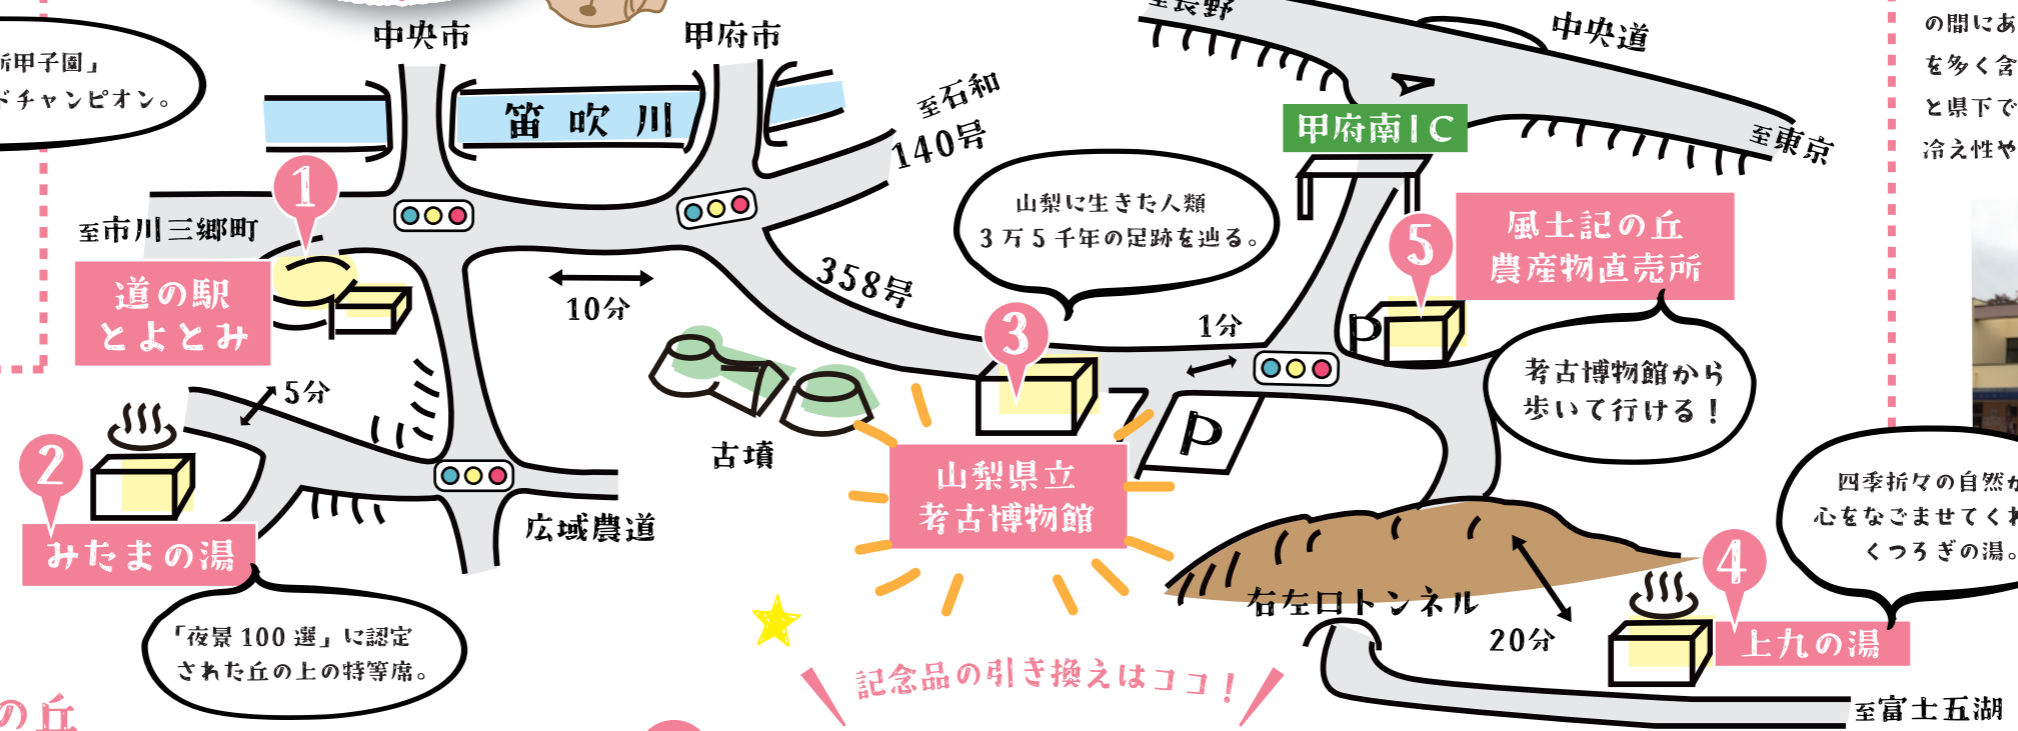 中央市
甲府市
至長野
中央道
新甲子園」
ドチャンピオン。
笛吹川
至石和
140号
甲府南IC
至東京
の間にあ
を多く含
と県下で
冷え性や
1
至市川三郷町
道の駅
とよとみ
10分
358号
山梨に生きた人類
3万5千年の足跡を辿る。
3
1分
5
風土記の丘
農産物直売所
P
考古博物館から
歩いて行ける！
5分
2
みたまの湯
「夜景100選」に認定
された丘の上の特等席。
広域農道
古墳
山梨県立
考古博物館
P
四季折々の自然が
心をなごませてくれ
くつろぎの湯。
4
上九の湯
右左口トンネル
20分
至富士五湖
記念品の引き換えはココ！
の丘